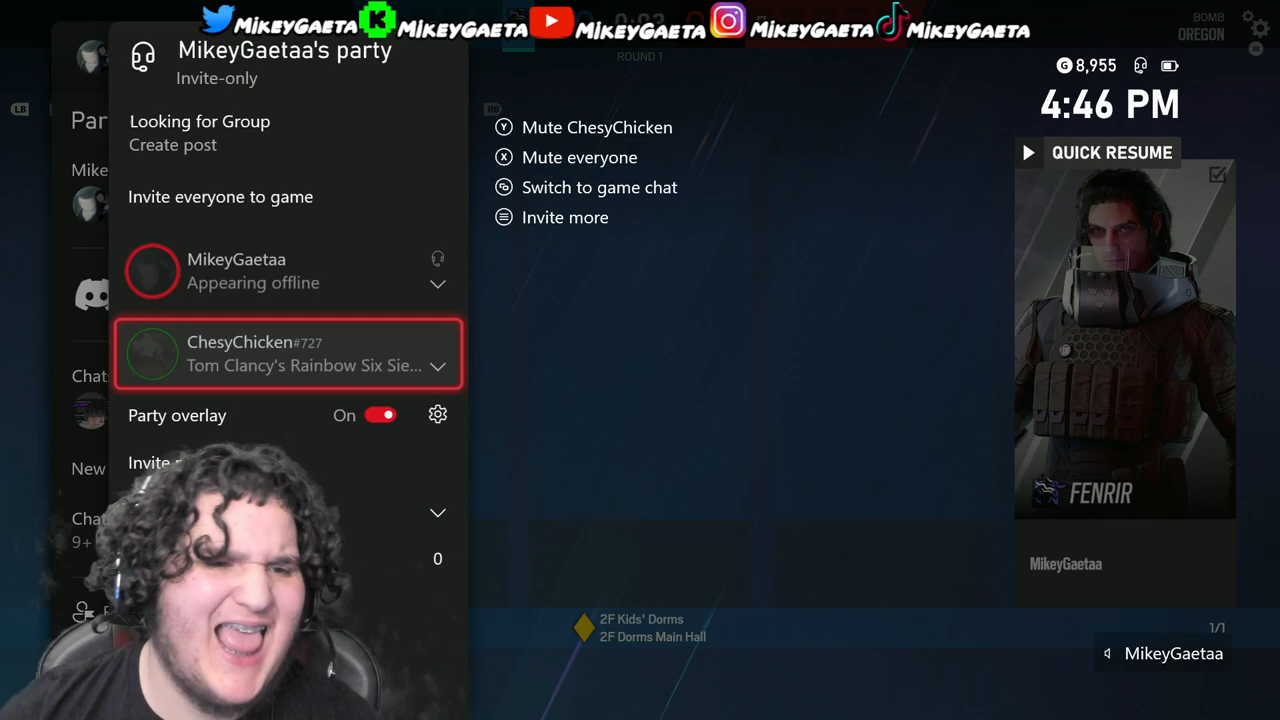 MikeyGaeta K MikeyGaeta MikeyGaeta MikeyGaeta MikeyGaeta
MikeyGaetaa's party
Invite-only
Looking for Group
Create post
Invite everyone to game
MikeyGaetaa
Appearing offline
ChesyChicken#727
Tom Clancy's Rainbow Six Sie...
Party overlay On
Invite
0
LB
Par
Mike
Chat
New
Chat
9+
ROUND 1
RB
Y Mute ChesyChicken
X Mute everyone
Switch to game chat
Invite more
BOMB
OREGON
G 8,955
4:46 PM
QUICK RESUME
FENRIR
MikeyGaetaa
2F Kids' Dorms
2F Dorms Main Hall
1/1
MikeyGaetaa